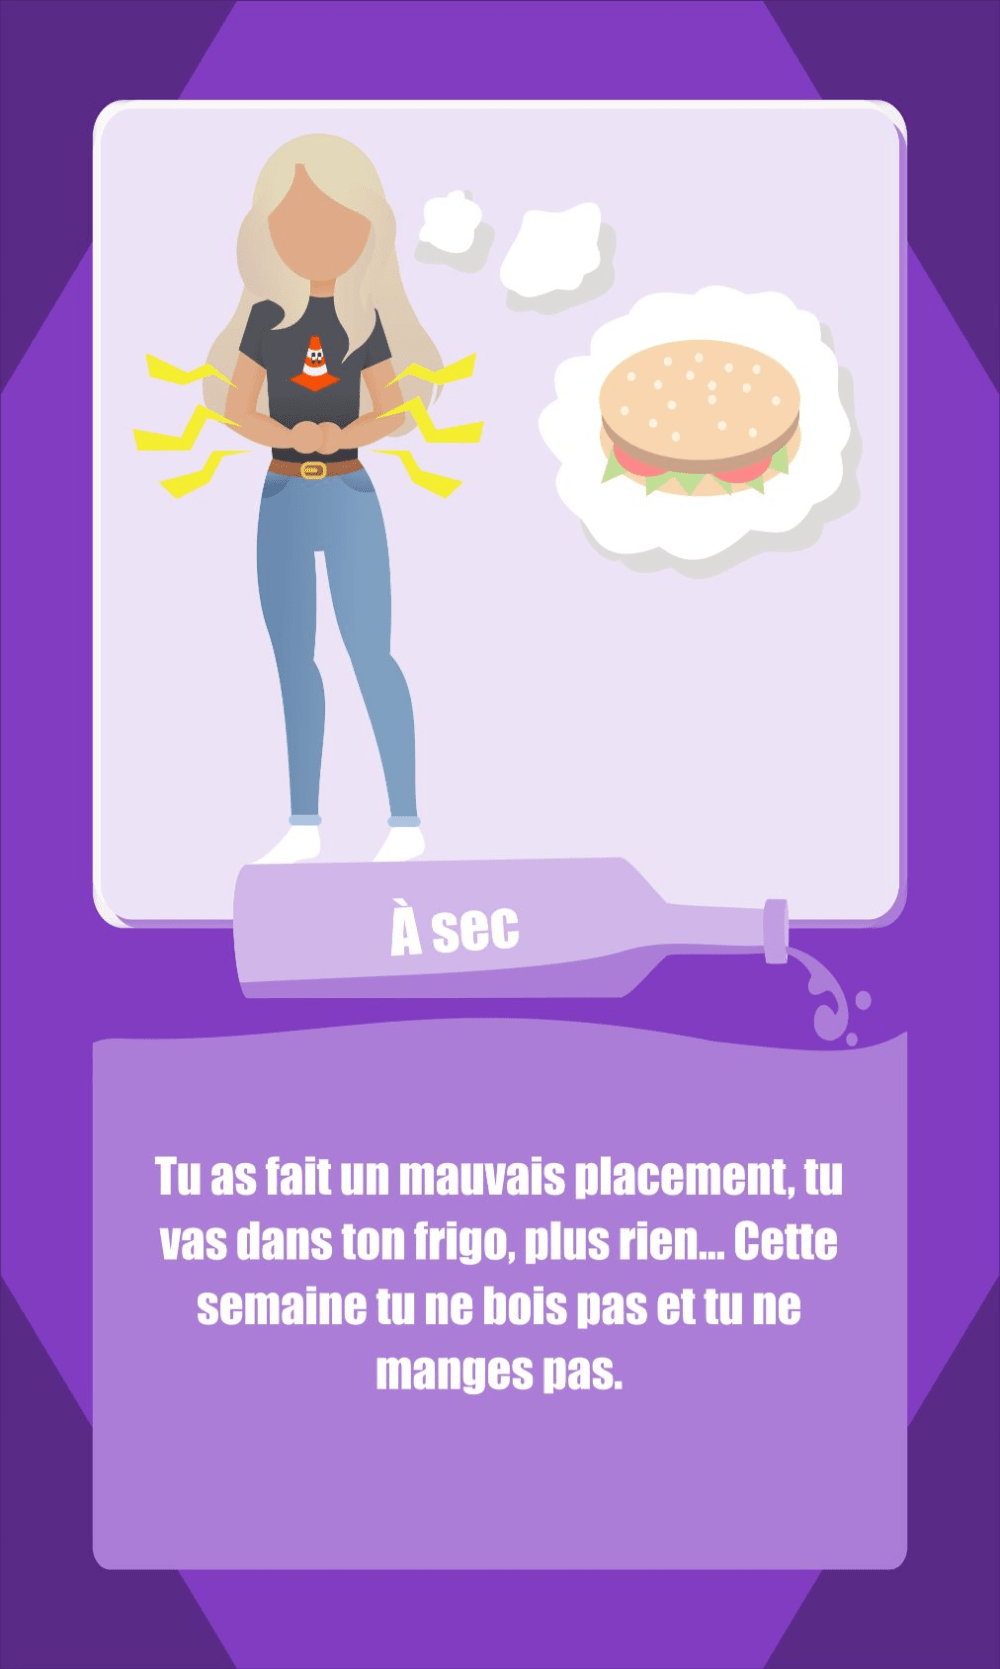 À sec
Tu as fait un mauvais placement, tu
vas dans ton frigo, plus rien... Cette
semaine tu ne bois pas et tu ne
manges pas.